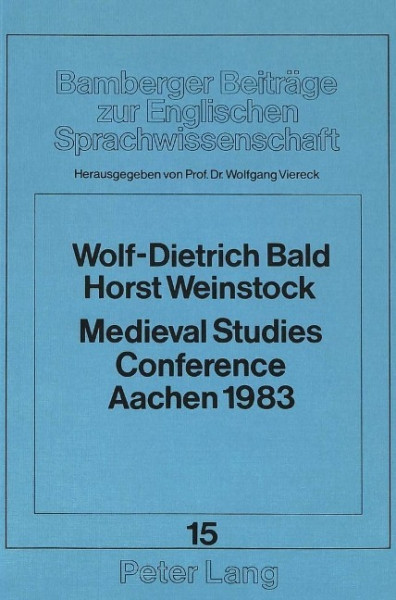 Bamberger Beiträge
zur Englischen
Sprachwissenschaft
Herausgegeben von Prof. Dr. Wolfgang Viereck
Wolf-Dietrich Bald
Horst Weinstock
Medieval Studies
Conference
Aachen 1983
15
Peter Lang